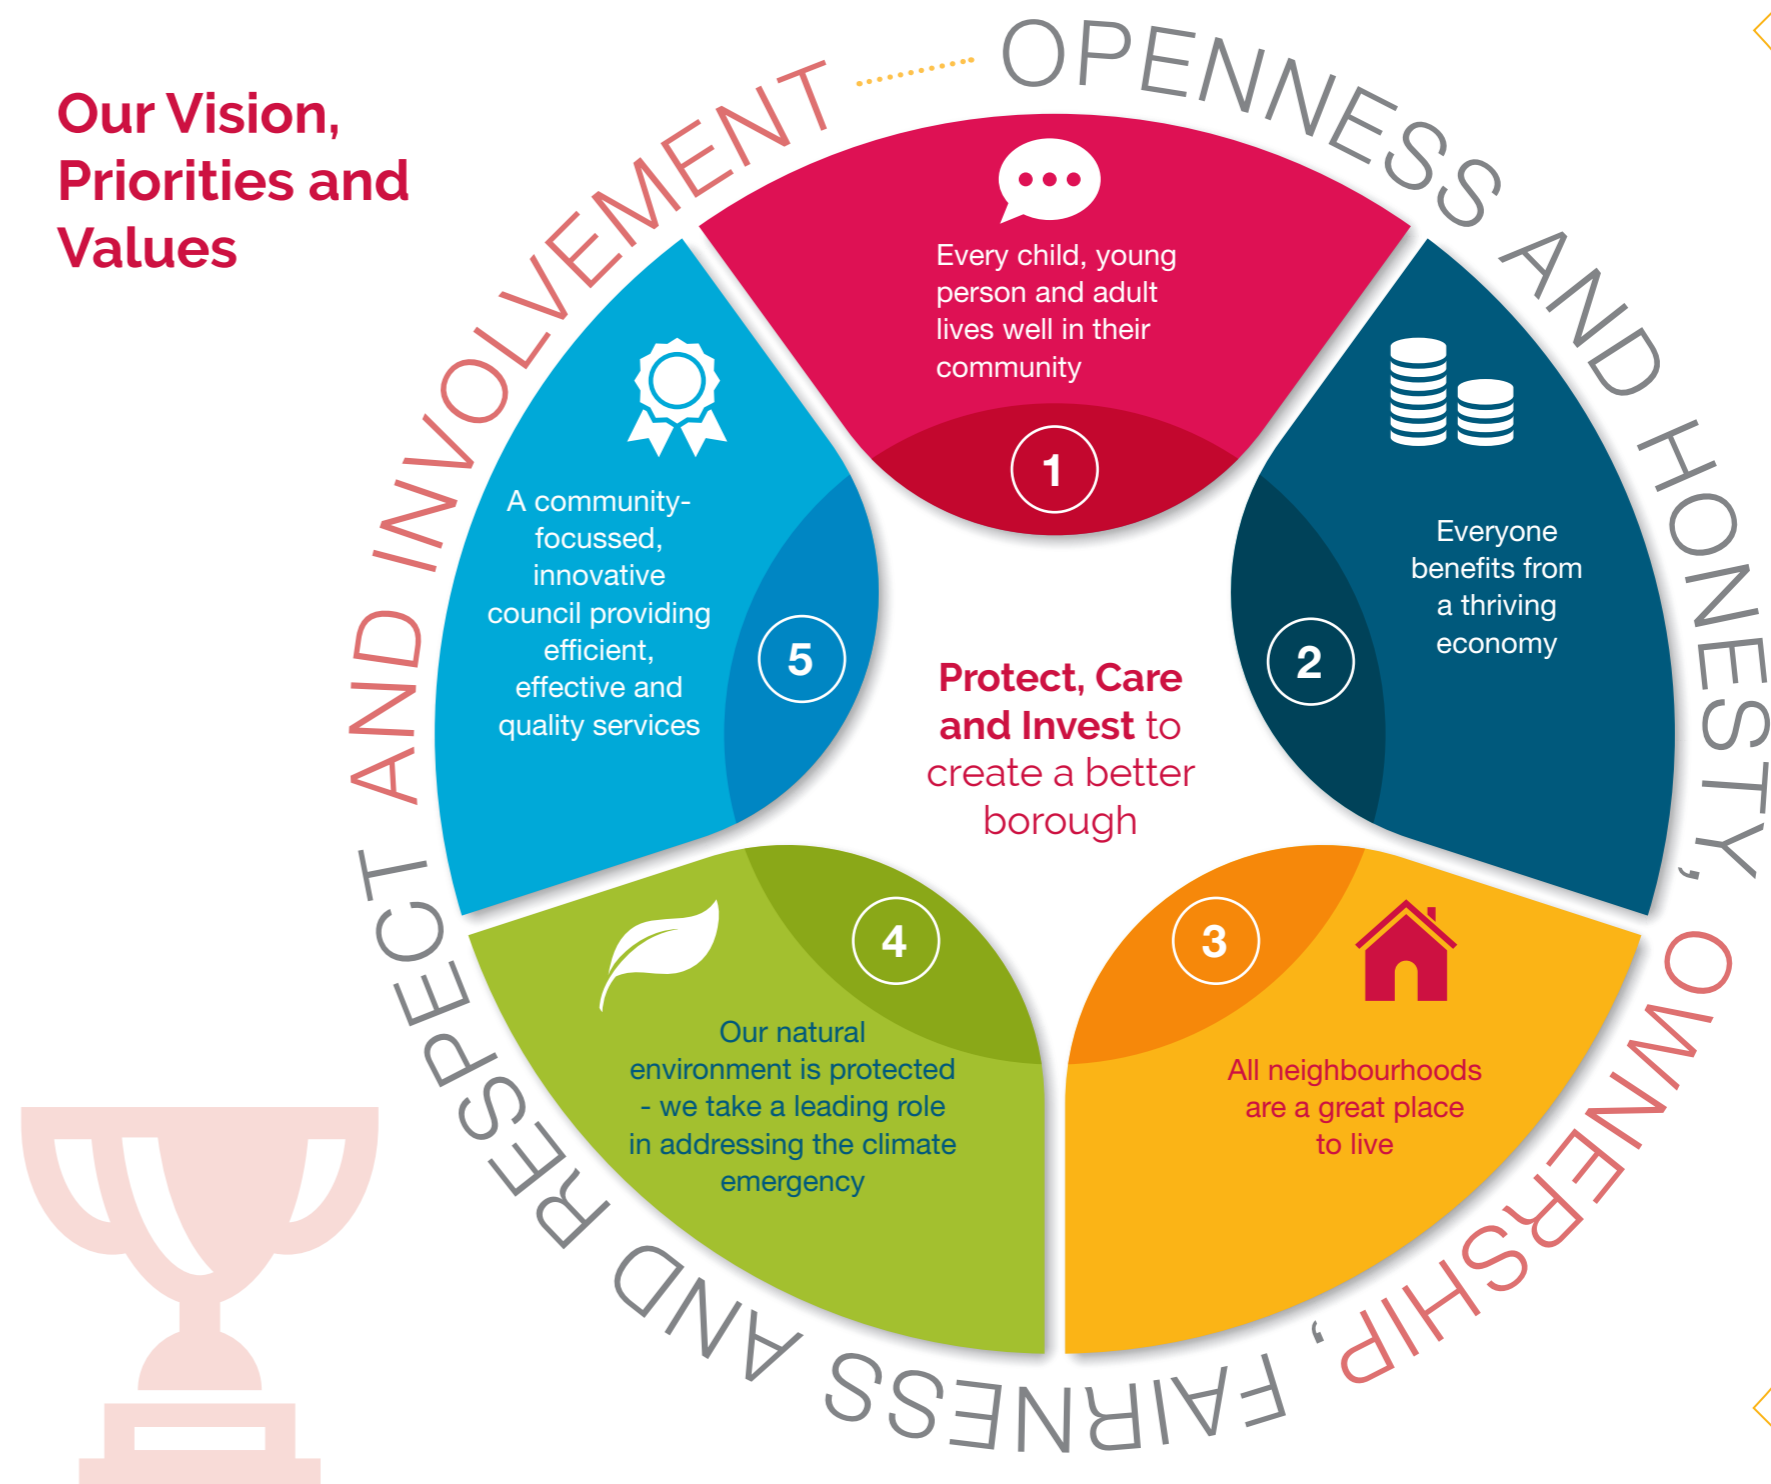 Our Vision,
Priorities and
Values
OPENNESS AND HONESTY, OWNERSHIP, FAIRNESS AND RESPECT AND INVOLVEMENT
Every child, young
person and adult
lives well in their
community
1
Everyone
benefits from
a thriving
economy
2
All neighbourhoods
are a great place
to live
3
Our natural
environment is protected
- we take a leading role
in addressing the climate
emergency
4
A community-
focussed,
innovative
council providing
efficient,
effective and
quality services
5
Protect, Care
and Invest to
create a better
borough